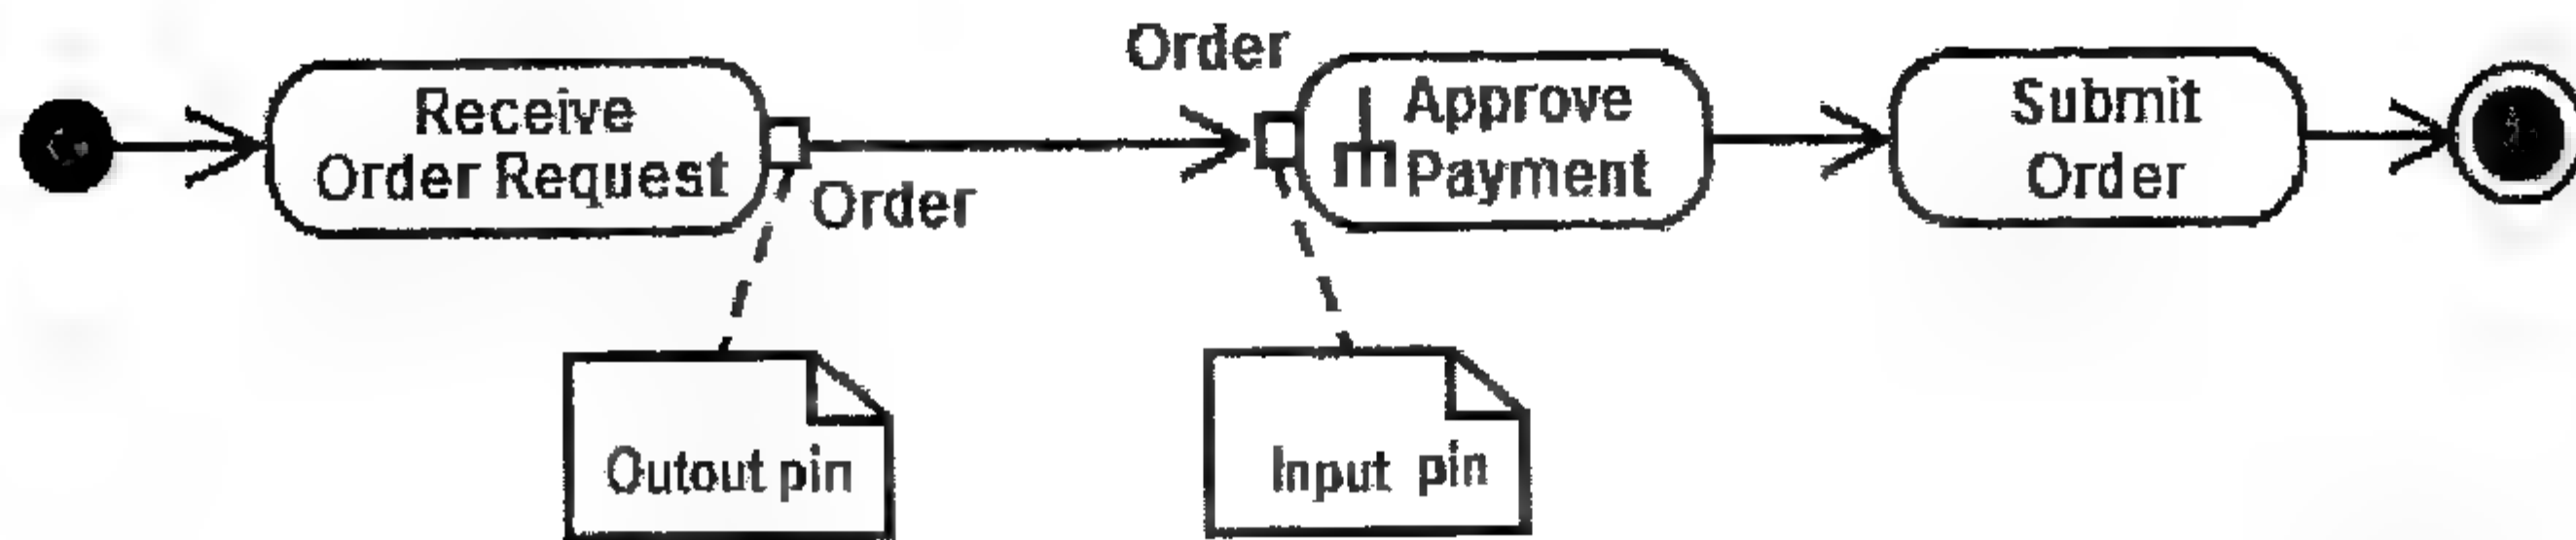 Order
Receive
Order Request
Order
Approve
Payment
Submit
Order
Outout pin
Input pin